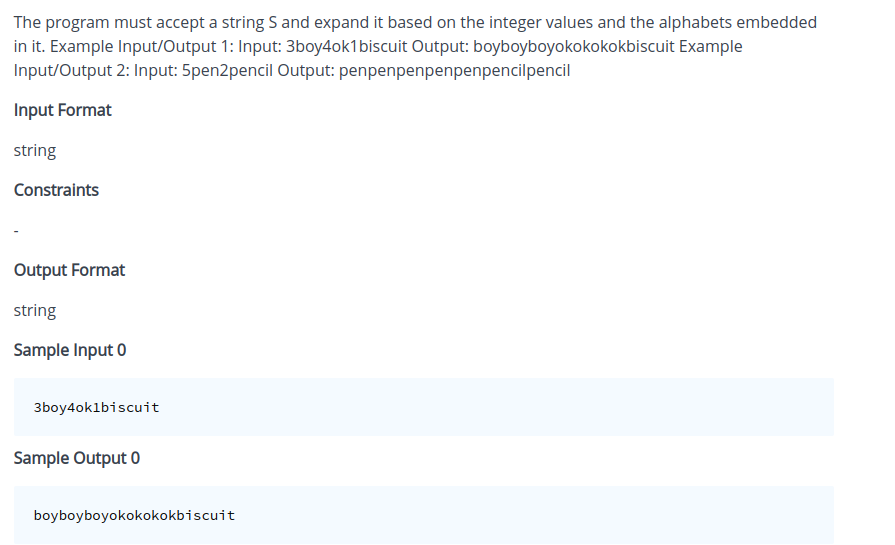 The program must accept a string S and expand it based on the integer values and the alphabets embedded
in it. Example Input/Output 1: Input: 3boy4ok1biscuit Output: boyboyboyokokokokbiscuit Example
Input/Output 2: Input: 5pen2pencil Output: penpenpenpenpenpencilpencil
Input Format
string
Constraints
-
Output Format
string
Sample Input 0
3boy4ok1biscuit
Sample Output 0
boyboyboyokokokokbiscuit